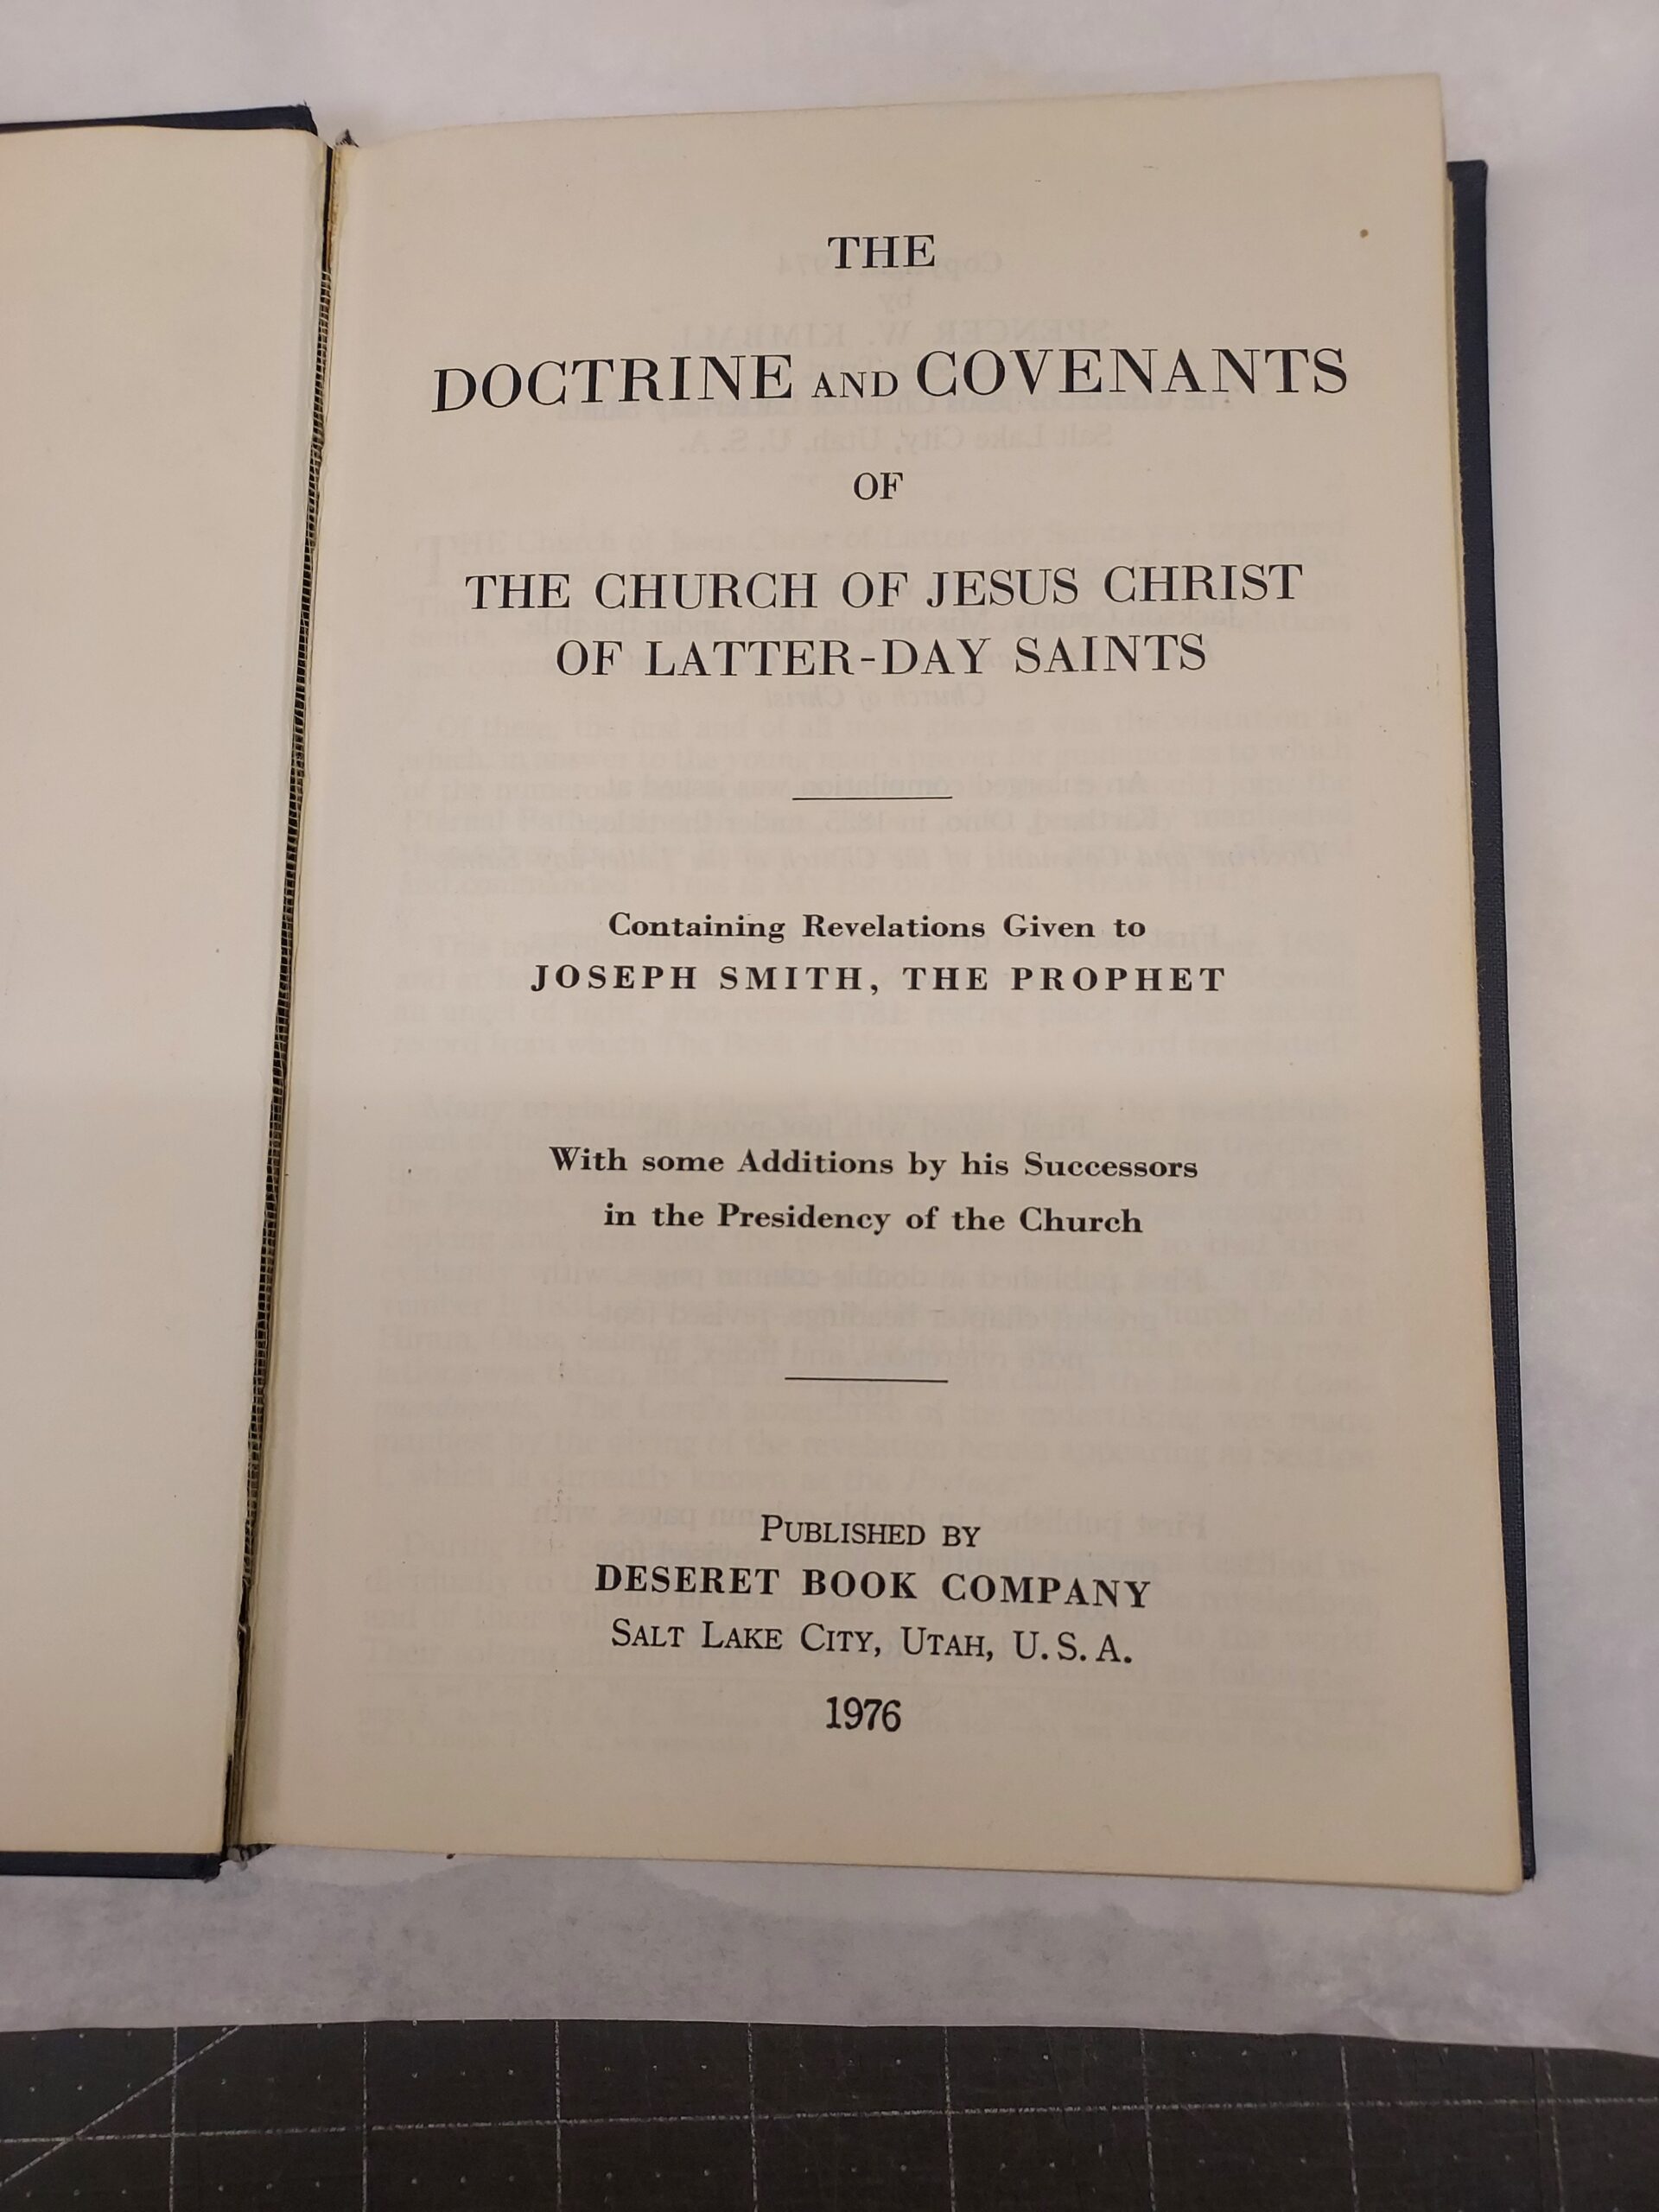 THE
DOCTRINE AND COVENANTS
OF
THE CHURCH OF JESUS CHRIST
OF LATTER-DAY SAINTS
Containing Revelations Given to
JOSEPH SMITH, THE PROPHET
With some Additions by his Successors
in the Presidency of the Church
PUBLISHED BY
DESERET BOOK COMPANY
SALT LAKE CITY, UTAH, U. S. A.
1976